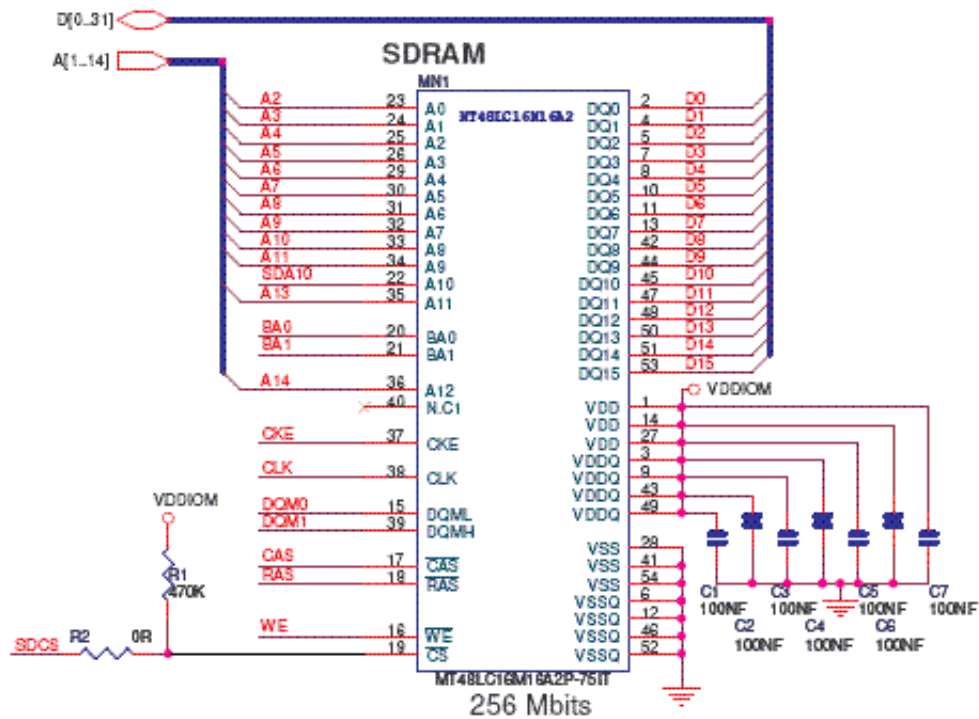 D[0..31]
A[1..14]
SDRAM
MN1
MT48LC16M16A2
A2 23 A0 DQ0 2 D0
A3 24 A1 DQ1 4 D1
A4 25 A2 DQ2 5 D2
A5 26 A3 DQ3 7 D3
A6 29 A4 DQ4 8 D4
A7 30 A5 DQ5 10 D5
A8 31 A6 DQ6 11 D6
A9 32 A7 DQ7 13 D7
A10 33 A8 DQ8 42 D8
A11 34 A9 DQ9 44 D9
SDA10 22 A10 DQ10 45 D10
A13 35 A11 DQ11 47 D11
DQ12 48 D12
BA0 20 BA0 DQ13 50 D13
BA1 21 BA1 DQ14 51 D14
DQ15 53 D15
A14 36 A12
VDDIOM
40 N.C1 VDD 1
VDD 14
CKE 37 CKE VDD 27
VDDQ 3
CLK 38 CLK VDDQ 9
VDDQ 43
VDDIOM
DQM0 15 DQML VDDQ 49
DQM1 39 DQMH
VSS 28
CAS 17 CAS VSS 41
RAS 18 RAS VSS 54
R1
470K
VSSQ 6
VSSQ 12
WE 16 WE VSSQ 46
SDCS R2 0R 19 CS VSSQ 52
C1 C3 C5 C7
100NF 100NF 100NF 100NF
C2 C4 C6
100NF 100NF 100NF
MT48LC16M16A2P-75IT
256 Mbits